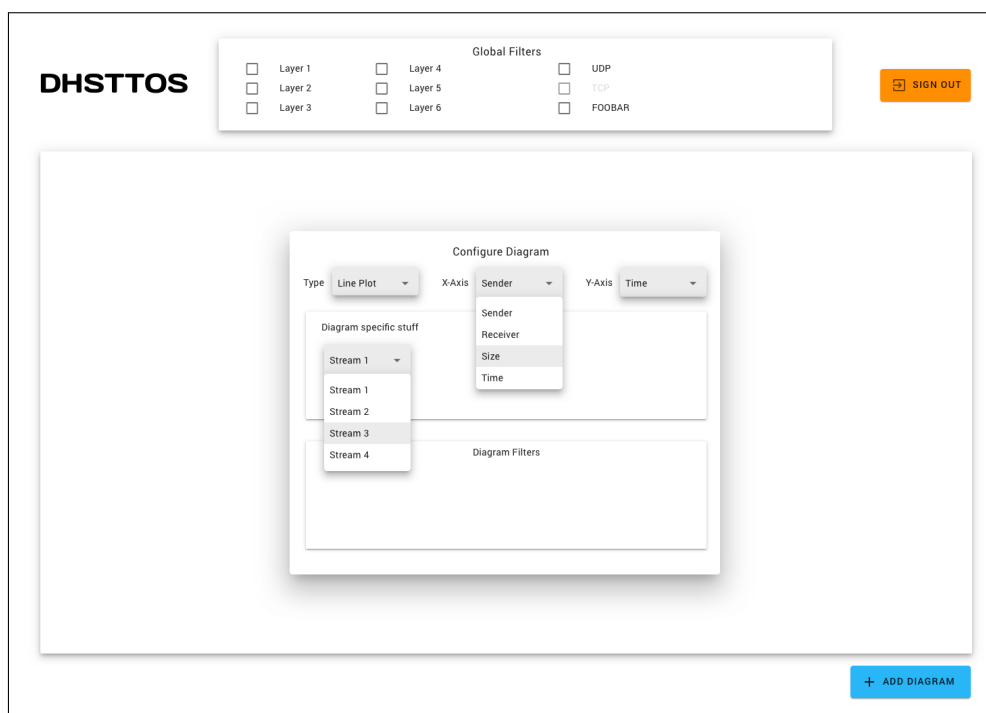 DHSTTOS
Global Filters
Layer 1 Layer 4 UDP
Layer 2 Layer 5 TCP
Layer 3 Layer 6 FOOBAR
SIGN OUT
Configure Diagram
Type Line Plot X-Axis Sender Y-Axis Time
Sender
Receiver
Size
Time
Diagram specific stuff
Stream 1
Stream 1
Stream 2
Stream 3
Stream 4
Diagram Filters
+ ADD DIAGRAM